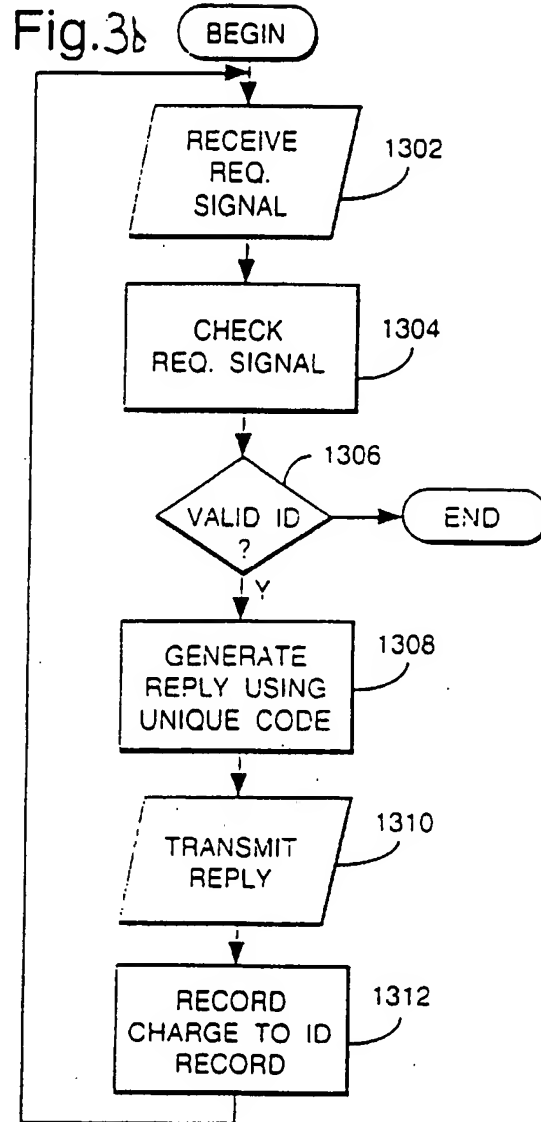 Fig.3b
BEGIN
RECEIVE
REQ.
SIGNAL
1302
CHECK
REQ. SIGNAL
1304
1306
VALID ID
?
END
Y
GENERATE
REPLY USING
UNIQUE CODE
1308
TRANSMIT
REPLY
1310
RECORD
CHARGE TO ID
RECORD
1312